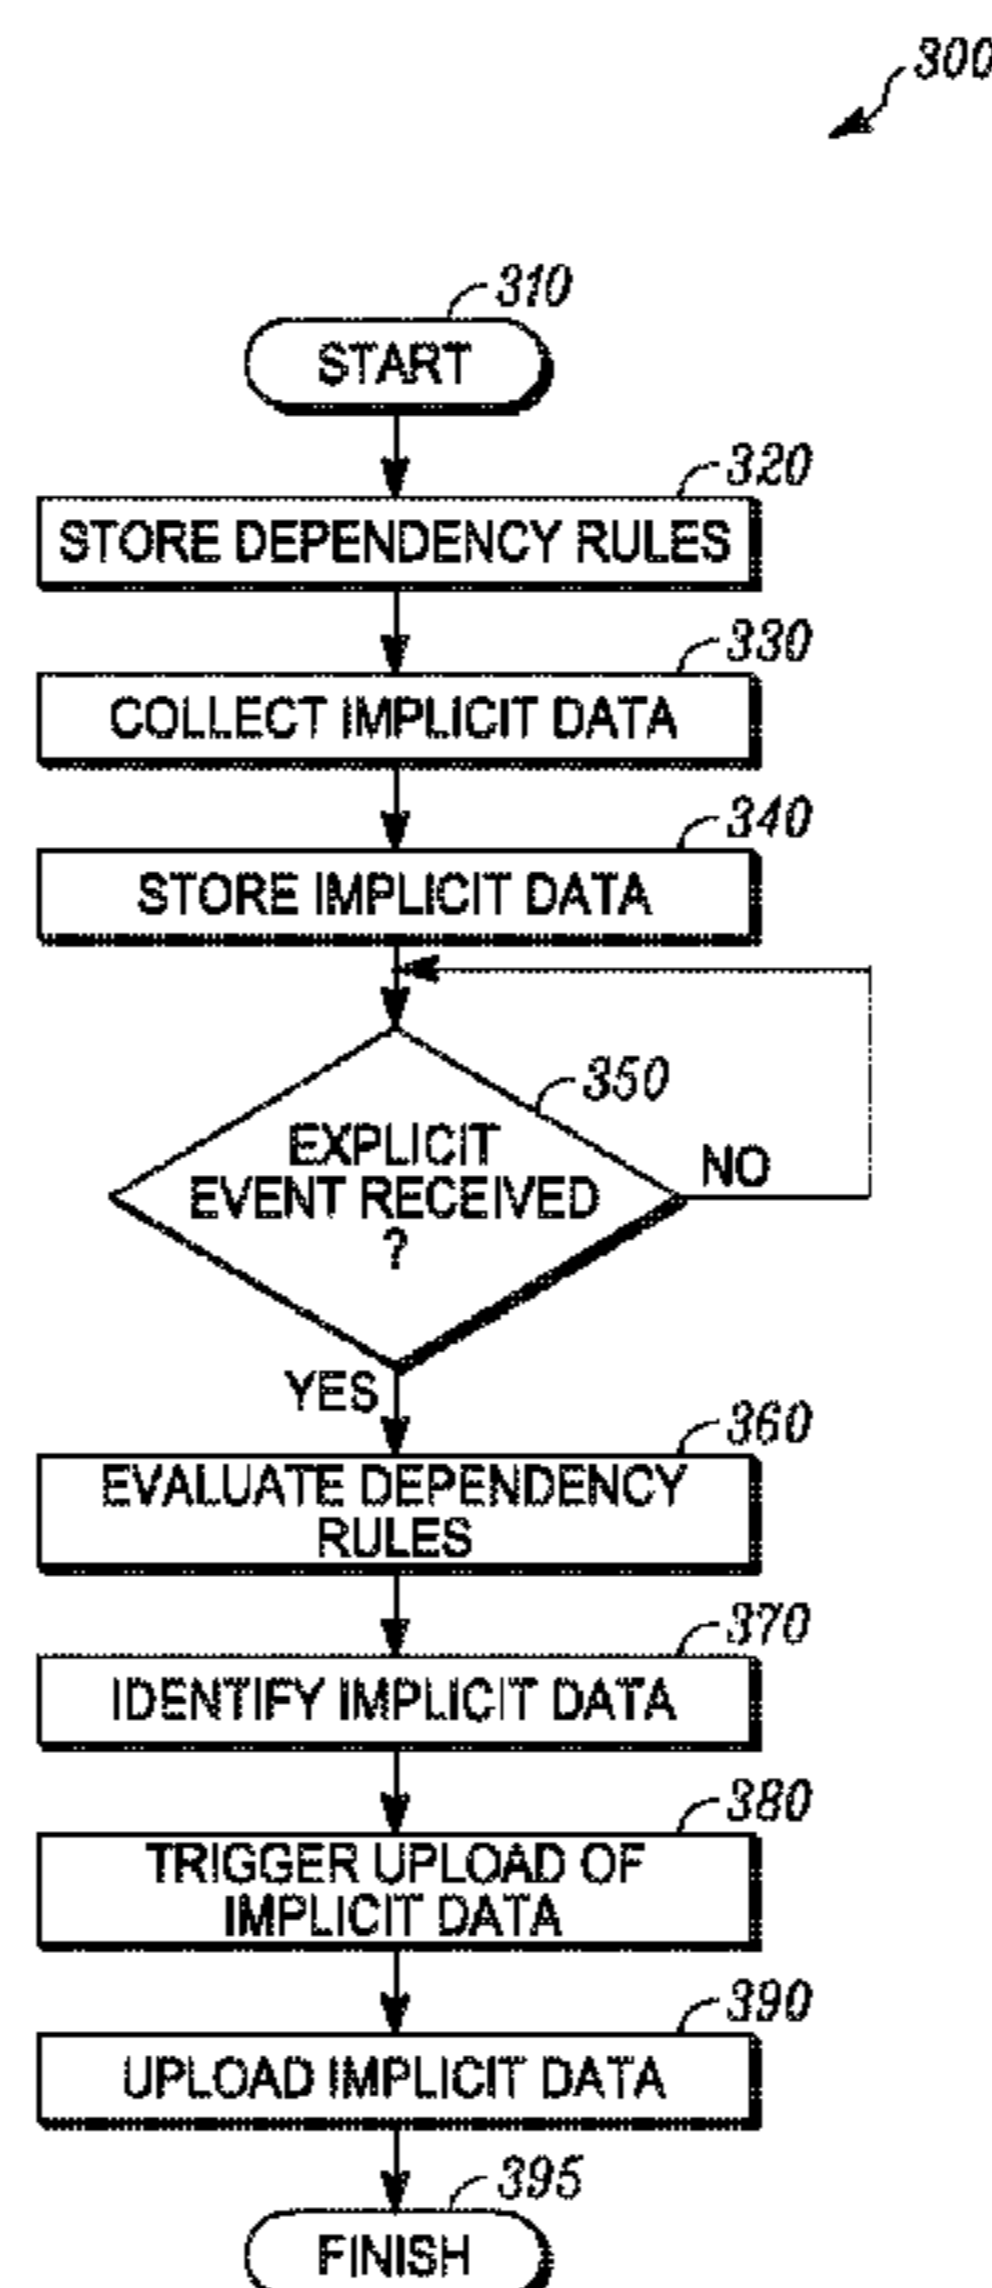 300
310
START
320
STORE DEPENDENCY RULES
330
COLLECT IMPLICIT DATA
340
STORE IMPLICIT DATA
350
EXPLICIT
EVENT RECEIVED
?
NO
YES
360
EVALUATE DEPENDENCY
RULES
370
IDENTIFY IMPLICIT DATA
380
TRIGGER UPLOAD OF
IMPLICIT DATA
390
UPLOAD IMPLICIT DATA
395
FINISH